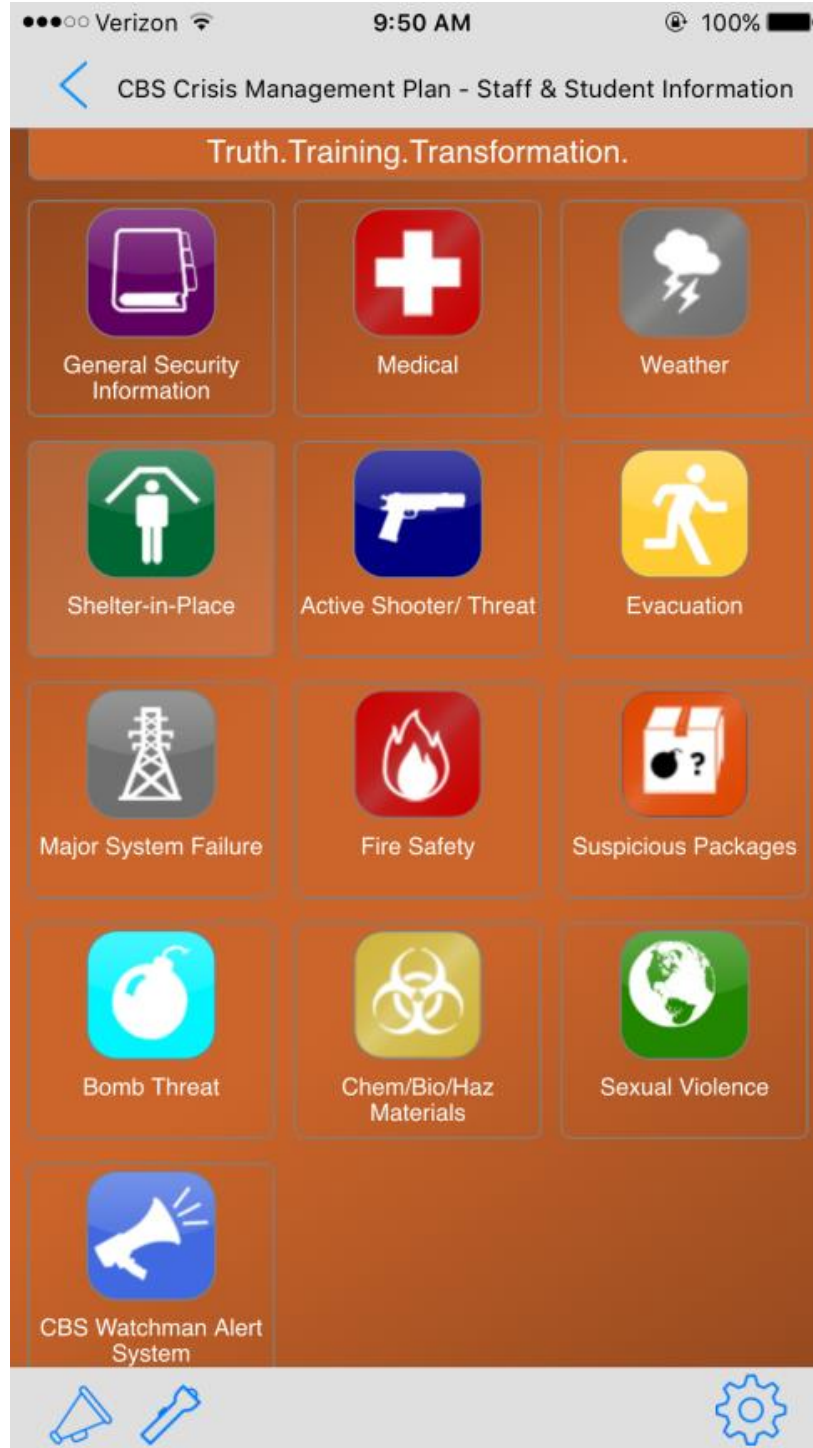 Verizon 9:50 AM 100%
CBS Crisis Management Plan - Staff & Student Information
Truth.Training.Transformation.
General Security
Information
Medical
Weather
Shelter-in-Place
Active Shooter/ Threat
Evacuation
Major System Failure
Fire Safety
?
Suspicious Packages
Bomb Threat
Chem/Bio/Haz
Materials
Sexual Violence
CBS Watchman Alert
System